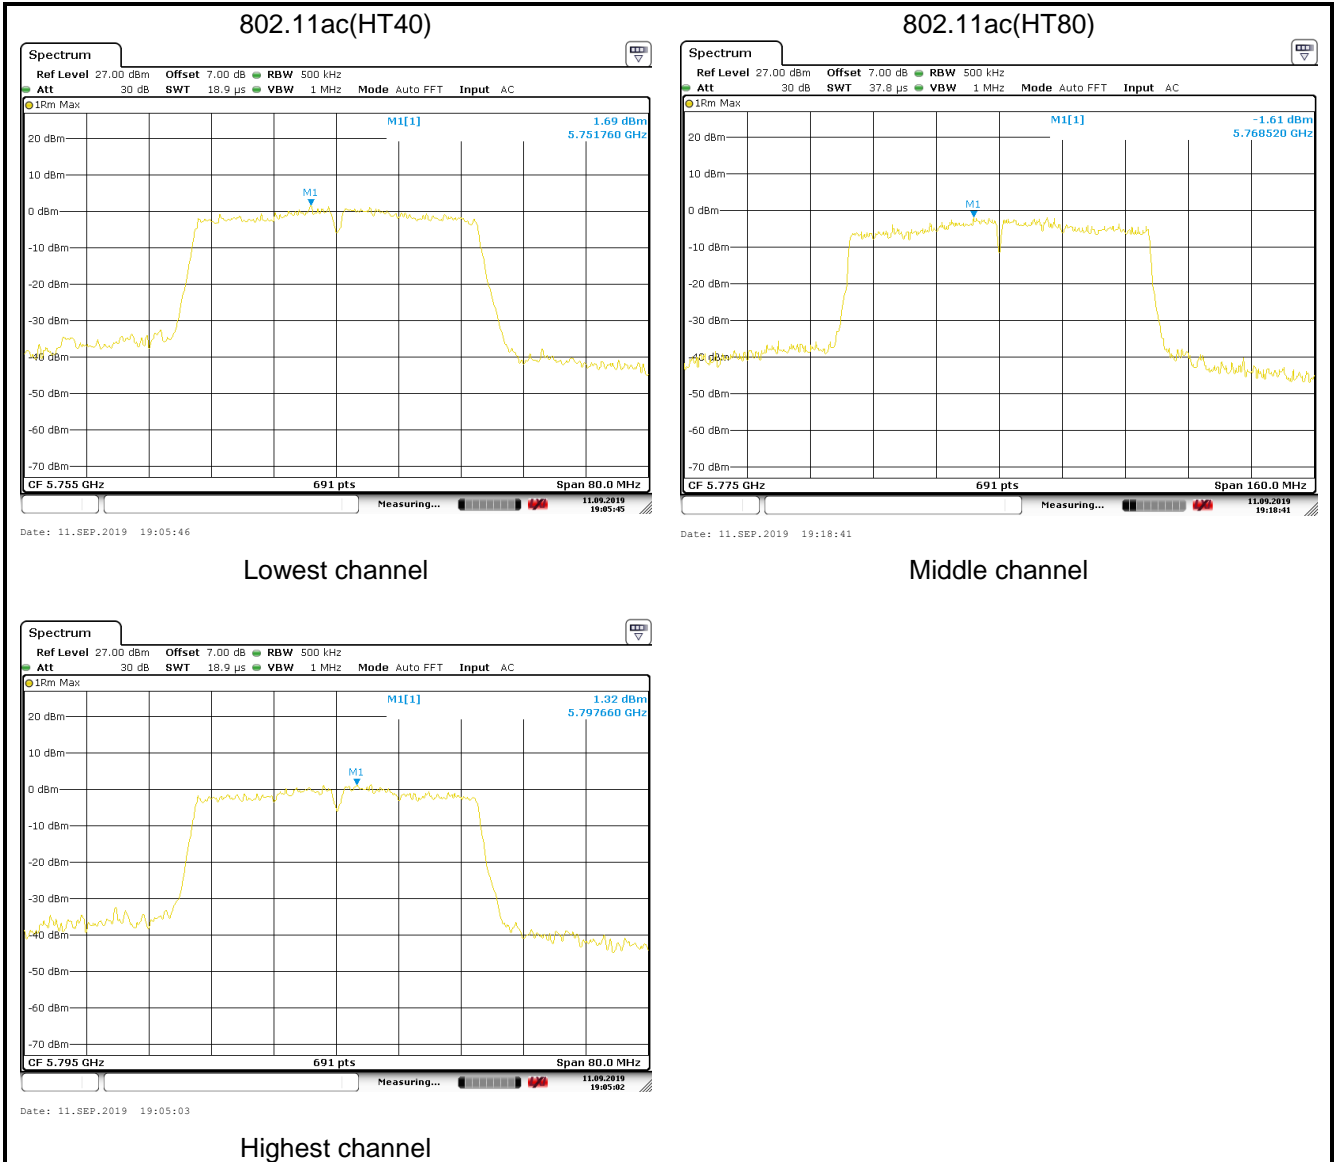 802.11ac(HT40)
Spectrum
Ref Level 27.00 dBm Offset 7.00 dB RBW 500 kHz
Att 30 dB SWT 18.9 µs VBW 1 MHz Mode Auto FFT Input AC
1Rm Max
M1[1] 1.69 dBm
5.751760 GHz
20 dBm
10 dBm
M1
0 dBm
-10 dBm
-20 dBm
-30 dBm
-40 dBm
-50 dBm
-60 dBm
-70 dBm
CF 5.755 GHz 691 pts Span 80.0 MHz
Measuring... 11.09.2019
19:05:45
Date: 11.SEP.2019 19:05:46
Lowest channel
802.11ac(HT80)
Spectrum
Ref Level 27.00 dBm Offset 7.00 dB RBW 500 kHz
Att 30 dB SWT 37.8 µs VBW 1 MHz Mode Auto FFT Input AC
1Rm Max
M1[1] -1.61 dBm
5.768520 GHz
20 dBm
10 dBm
M1
0 dBm
-10 dBm
-20 dBm
-30 dBm
-40 dBm
-50 dBm
-60 dBm
-70 dBm
CF 5.775 GHz 691 pts Span 160.0 MHz
Measuring... 11.09.2019
19:18:41
Date: 11.SEP.2019 19:18:41
Middle channel
Spectrum
Ref Level 27.00 dBm Offset 7.00 dB RBW 500 kHz
Att 30 dB SWT 18.9 µs VBW 1 MHz Mode Auto FFT Input AC
1Rm Max
M1[1] 1.32 dBm
5.797660 GHz
20 dBm
10 dBm
M1
0 dBm
-10 dBm
-20 dBm
-30 dBm
-40 dBm
-50 dBm
-60 dBm
-70 dBm
CF 5.795 GHz 691 pts Span 80.0 MHz
Measuring... 11.09.2019
19:05:02
Date: 11.SEP.2019 19:05:03
Highest channel